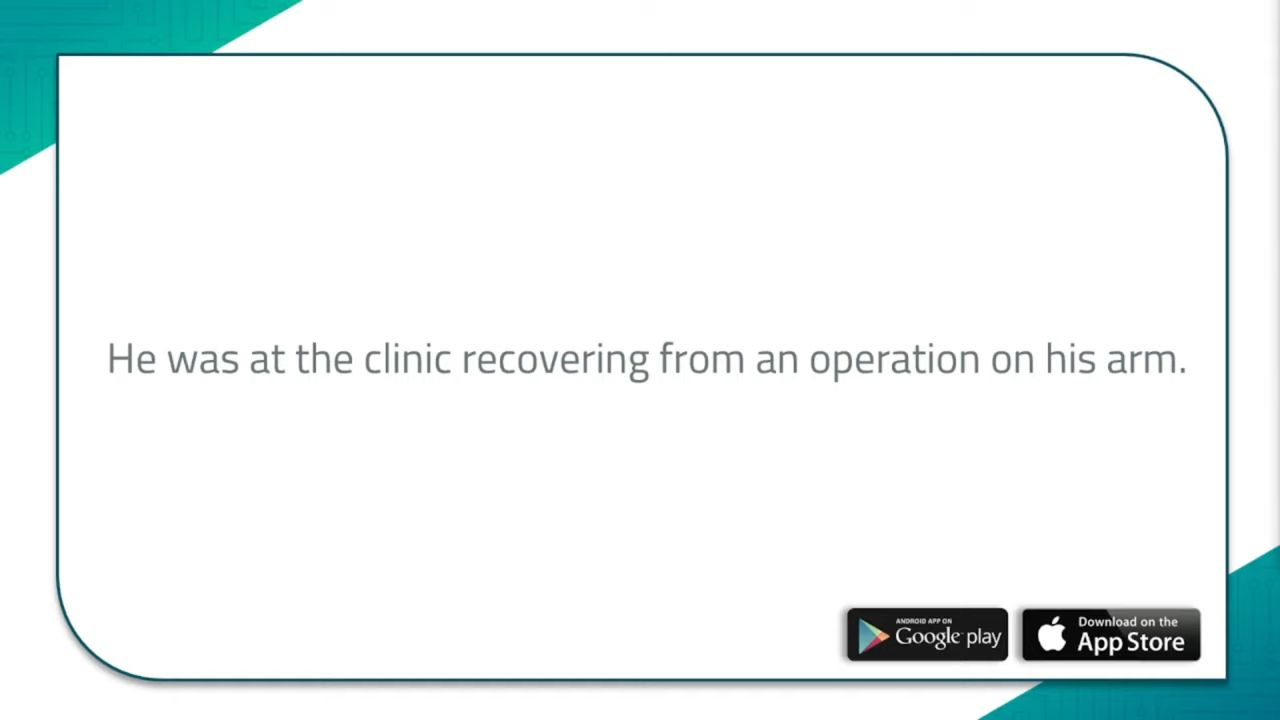 He was at the clinic recovering from an operation on his arm.
ANDROID APP ON
Google play
Download on the
App Store